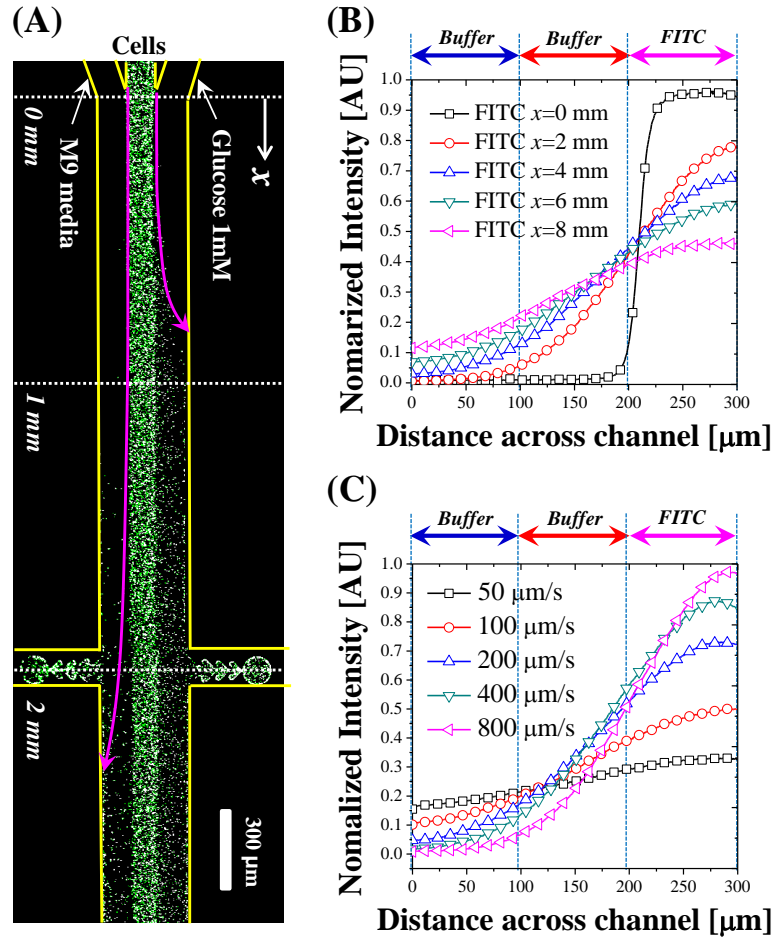 (A)
Cells
0 mm
M9 media
Glucose 1mM
x
1 mm
2 mm
300 µm
(B)
Buffer
Buffer
FITC
Nomarized Intensity [AU]
1.0
0.9
0.8
0.7
0.6
0.5
0.4
0.3
0.2
0.1
0.0
FITC x=0 mm
FITC x=2 mm
FITC x=4 mm
FITC x=6 mm
FITC x=8 mm
0 50 100 150 200 250 300
Distance across channel [µm]
(C)
Buffer
Buffer
FITC
Nomalized Intensity [AU]
1.0
0.9
0.8
0.7
0.6
0.5
0.4
0.3
0.2
0.1
0.0
50 µm/s
100 µm/s
200 µm/s
400 µm/s
800 µm/s
0 50 100 150 200 250 300
Distance across channel [µm]